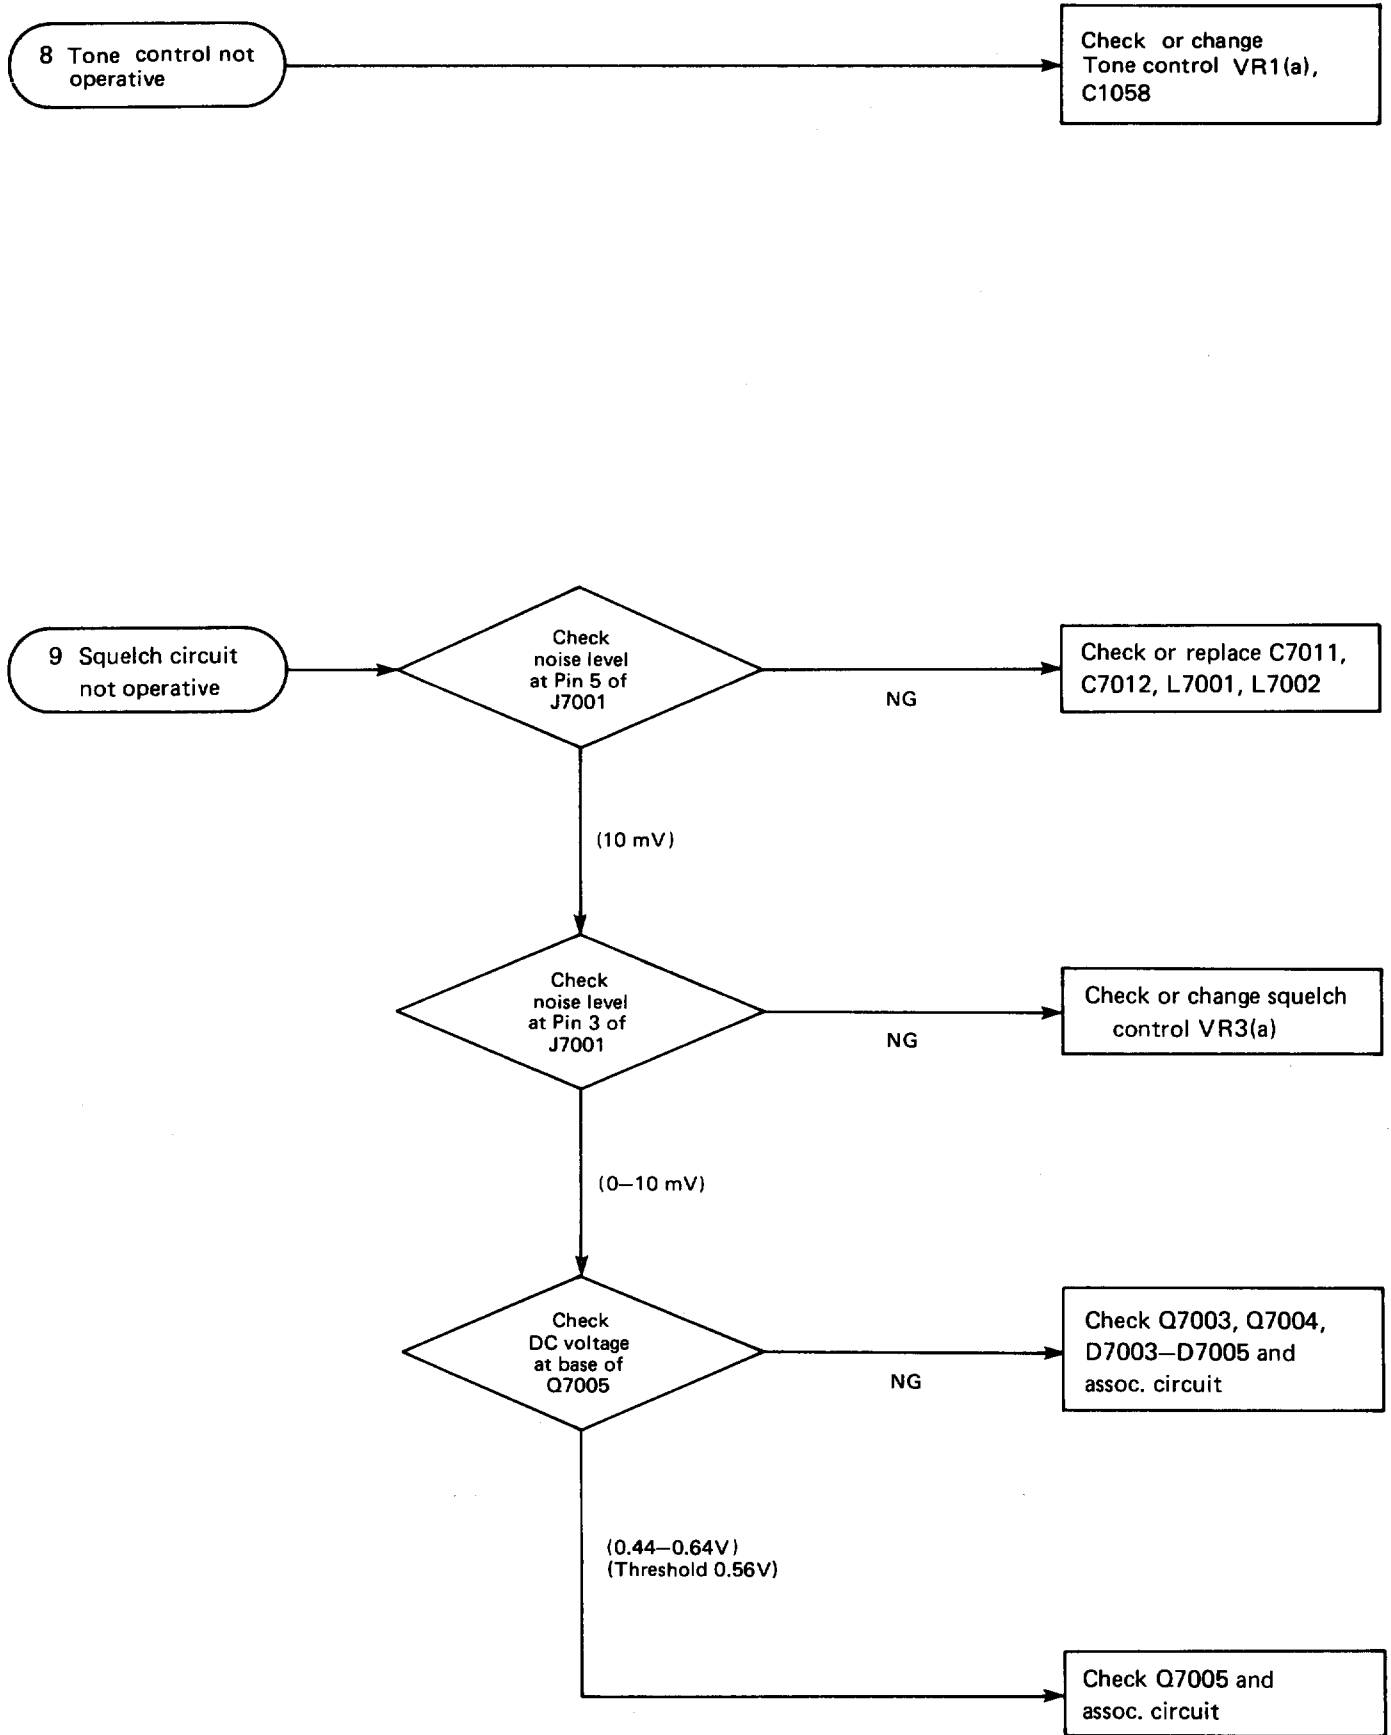 8 Tone control not
operative
Check or change
Tone control VR1(a),
C1058
9 Squelch circuit
not operative
Check
noise level
at Pin 5 of
J7001
NG
Check or replace C7011,
C7012, L7001, L7002
(10 mV)
Check
noise level
at Pin 3 of
J7001
NG
Check or change squelch
control VR3(a)
(0—10 mV)
Check
DC voltage
at base of
Q7005
NG
Check Q7003, Q7004,
D7003—D7005 and
assoc. circuit
(0.44—0.64V)
(Threshold 0.56V)
Check Q7005 and
assoc. circuit